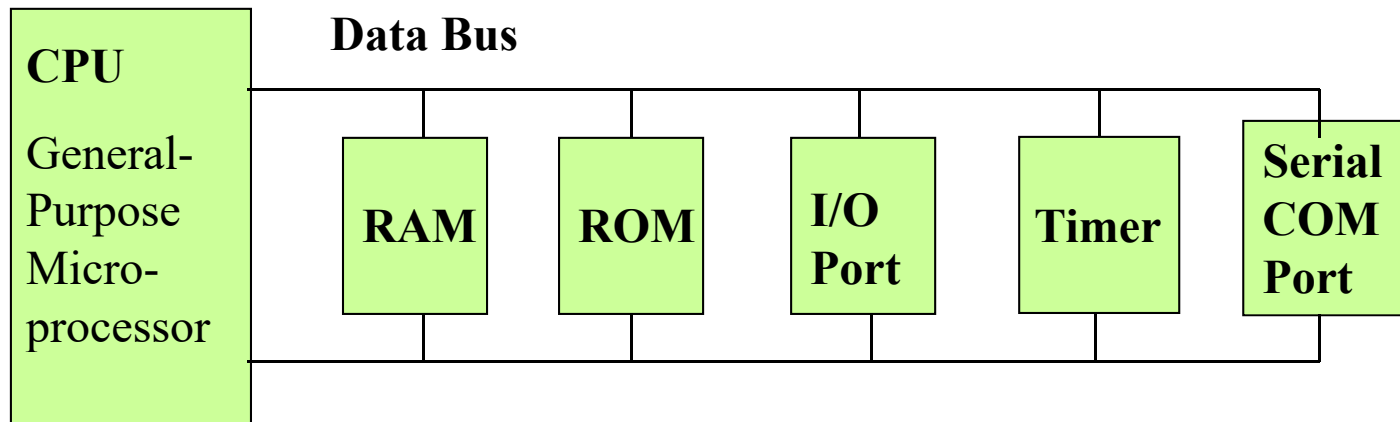 Data Bus
CPU
General-
Purpose
Micro-
processor
RAM
ROM
I/O
Port
Timer
Serial
COM
Port